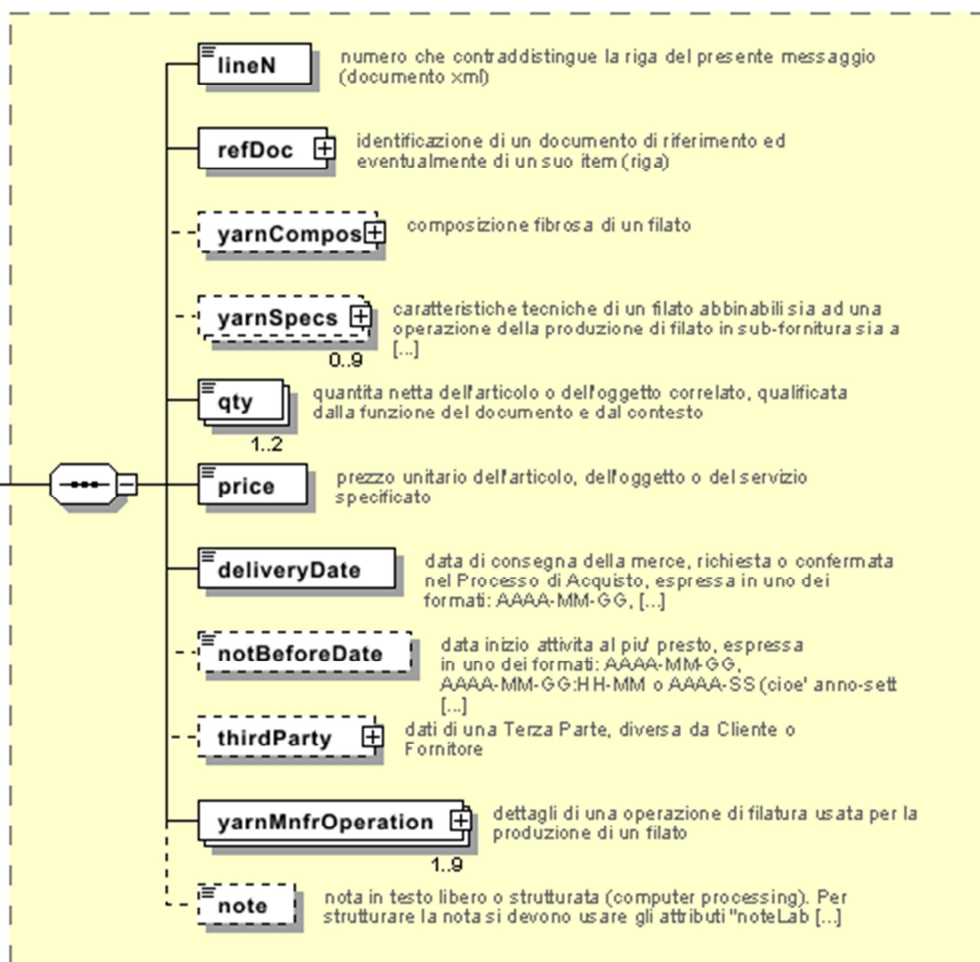 lineN
numero che contraddistingue la riga del presente messaggio
(documento xml)
refDoc
identificazione di un documento di riferimento ed
eventualmente di un suo item (riga)
yarnCompos
composizione fibrosa di un filato
yarnSpecs
caratteristiche tecniche di un filato abbinabili sia ad una
operazione della produzione di filato in sub-fornitura sia a
[...]
0..9
qty
quantita netta dell'articolo o dell'oggetto correlato, qualificata
dalla funzione del documento e dal contesto
1..2
price
prezzo unitario dell'articolo, dell'oggetto o del servizio
specificato
deliveryDate
data di consegna della merce, richiesta o confermata
nel Processo di Acquisto, espressa in uno dei
formati: AAAA-MM-GG, [...]
notBeforeDate
data inizio attivita al piu' presto, espressa
in uno dei formati: AAAA-MM-GG,
AAAA-MM-GG:HH-MM o AAAA-SS (cioe' anno-sett
[...]
thirdParty
dati di una Terza Parte, diversa da Cliente o
Fornitore
yarnMnfrOperation
dettagli di una operazione di filatura usata per la
produzione di un filato
1..9
note
nota in testo libero o strutturata (computer processing). Per
strutturare la nota si devono usare gli attributi "noteLab [...]